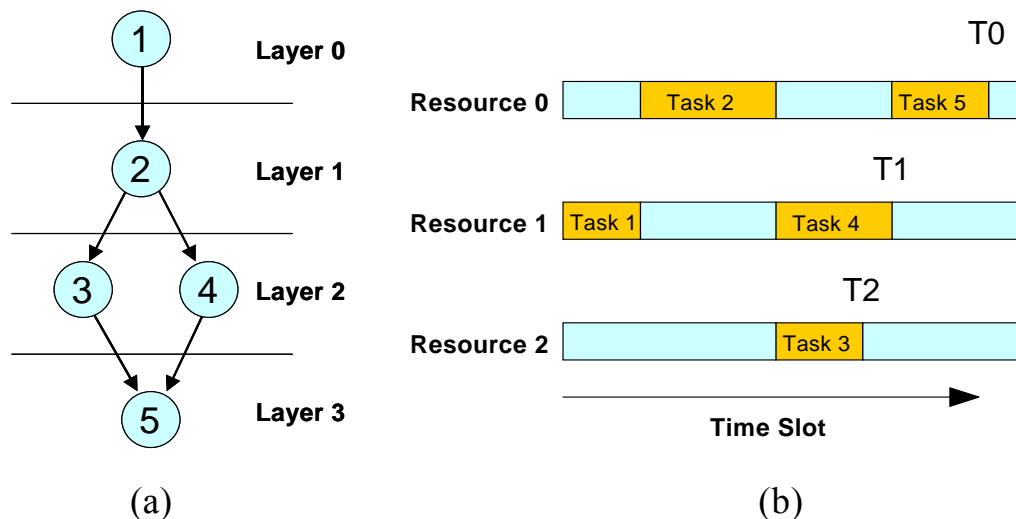 1
Layer 0
2
Layer 1
3
4
Layer 2
5
Layer 3
(a)
T0
Resource 0
Task 2
Task 5
T1
Resource 1
Task 1
Task 4
T2
Resource 2
Task 3
Time Slot
(b)